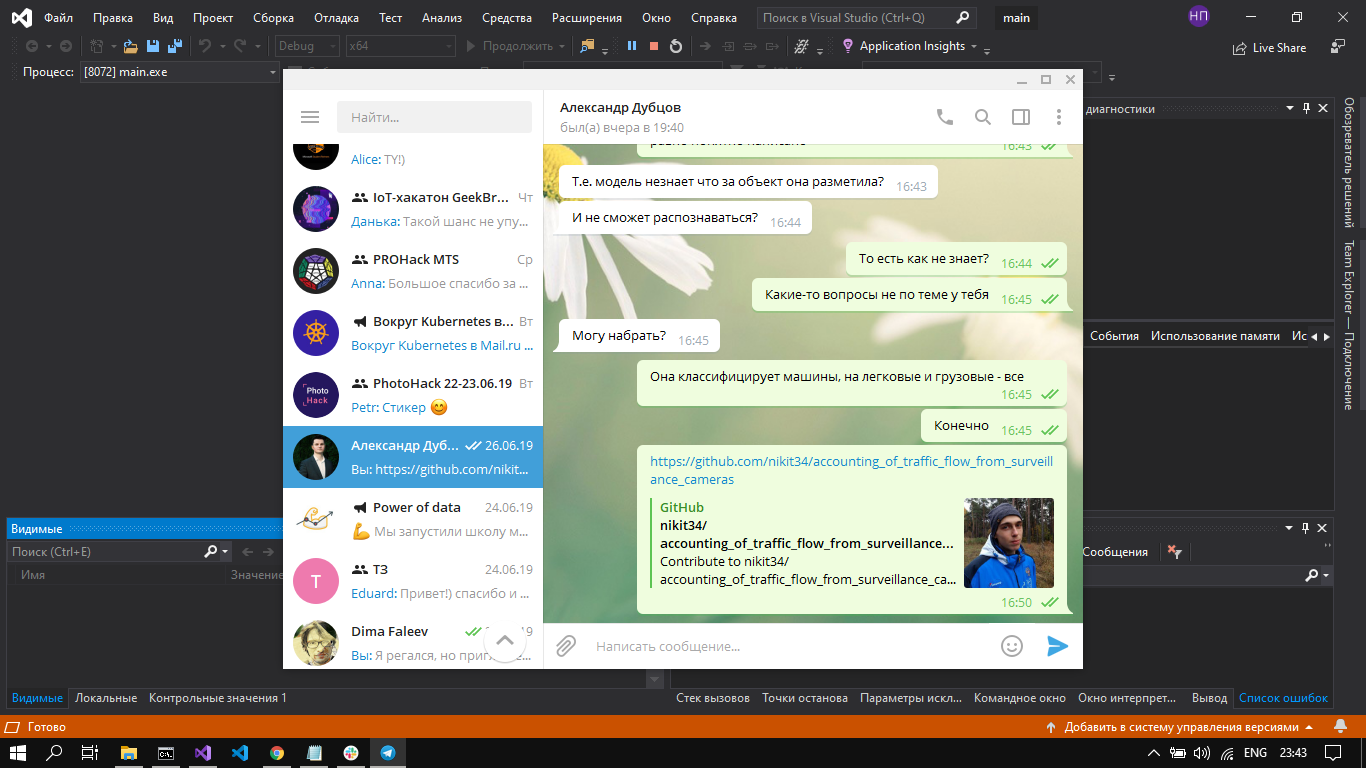 Файл Правка Вид Проект Сборка Отладка Тест Анализ Средства Расширения Окно Справка Поиск в Visual Studio (Ctrl+Q) main НП
Debug x64 Продолжить Application Insights Live Share
Процесс: [8072] main.exe
диагностики
События Использование памяти Ис
Обозреватель решений
Team Explorer — Подключение
Найти...
Alice: TY!)
IoT-хакатон GeekBr... Чт
Данька: Такой шанс не упу...
PROHack MTS Ср
Anna: Большое спасибо за ...
Вокруг Kubernetes в... Вт
Вокруг Kubernetes в Mail.ru ...
Photo
Hack
PhotoHack 22-23.06.19 Вт
Petr: Стикер 😊
Александр Дуб... 26.06.19
Вы: https://github.com/nikit...
Power of data 24.06.19
💪 Мы запустили школу м...
T
ТЗ 24.06.19
Eduard: Привет!) спасибо и ...
Dima Faleev
Александр Дубцов
был(а) вчера в 19:40
16:43
Т.е. модель незнает что за объект она разметила? 16:43
И не сможет распознаваться? 16:44
То есть как не знает? 16:44
Какие-то вопросы не по теме у тебя 16:45
Могу набрать? 16:45
Она классифицирует машины, на легковые и грузовые - все
16:45
Конечно 16:45
https://github.com/nikit34/accounting_of_traffic_flow_from_surveill
ance_cameras
GitHub
nikit34/
accounting_of_traffic_flow_from_surveillance...
Contribute to nikit34/
accounting_of_traffic_flow_from_surveillance_ca...
16:50
Написать сообщение...
Видимые
Поиск (Ctrl+E)
Имя Значение
Сообщения
Видимые Локальные Контрольные значения 1
Стек вызовов Точки останова Параметры искл... Командное окно Окно интерпрет... Вывод Список ошибок
Готово Добавить в систему управления версиями
ENG 23:43